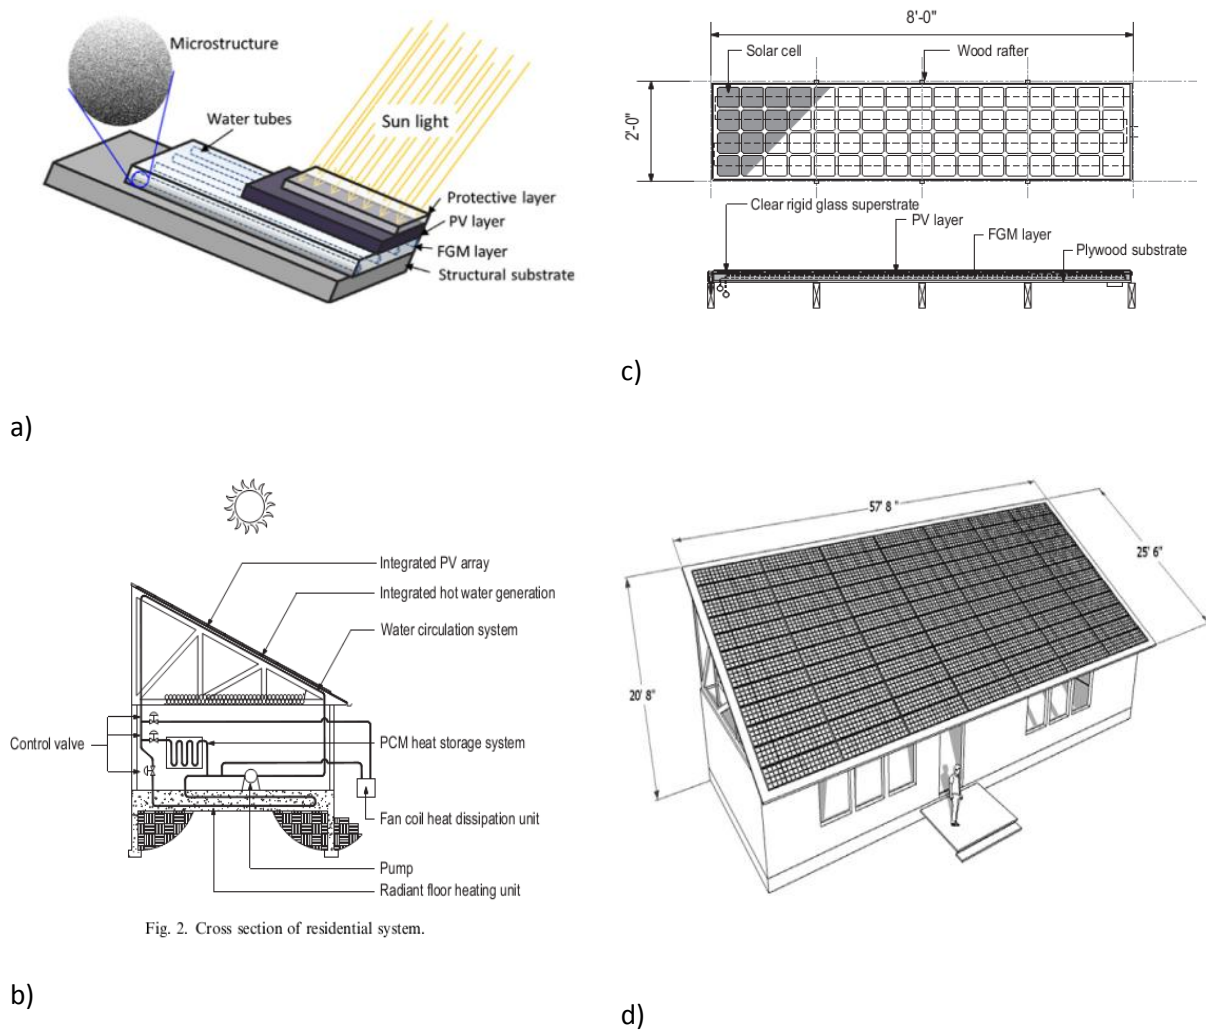 Microstructure
Water tubes
Sun light
Protective layer
PV layer
FGM layer
Structural substrate
a)
8'-0"
Solar cell
Wood rafter
2'-0"
Clear rigid glass superstrate
PV layer
FGM layer
Plywood substrate
c)
Integrated PV array
Integrated hot water generation
Water circulation system
Control valve
PCM heat storage system
Fan coil heat dissipation unit
Pump
Radiant floor heating unit
Fig. 2. Cross section of residential system.
b)
57' 8 "
25' 6"
20' 8"
d)